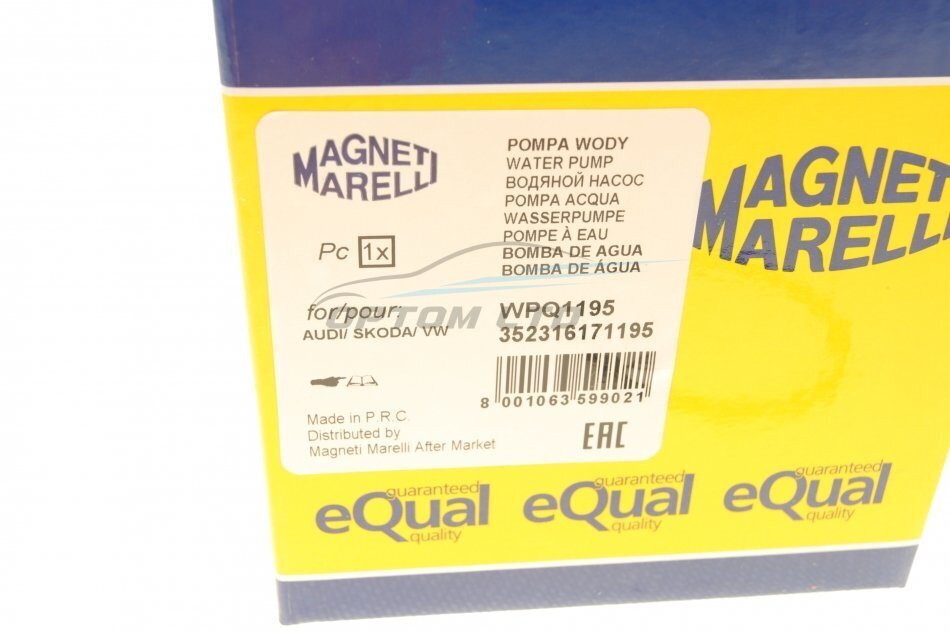 MAGNETI
MARELLI
Pc 1x
for/pour:
AUDI/ SKODA/ VW
POMPA WODY
WATER PUMP
ВОДЯНОЙ НАСОС
POMPA ACQUA
WASSERPUMPE
POMPE À EAU
BOMBA DE AGUA
BOMBA DE ÁGUA
WPQ1195
352316171195
8 001063 599021
Made in P.R.C.
Distributed by
Magneti Marelli After Market
EAC
MAGNETI
MARELLI
OPTOM LTD
guaranteed
eQual
quality
guaranteed
eQual
quality
guaranteed
eQual
quality